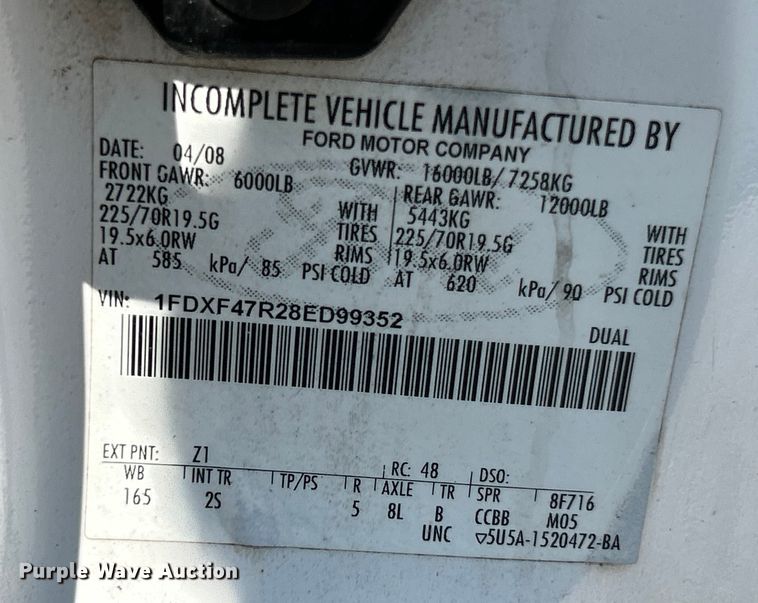 INCOMPLETE VEHICLE MANUFACTURED BY
FORD MOTOR COMPANY
DATE: 04/08 GVWR: 16000LB/ 7258KG
FRONT GAWR: 6000LB REAR GAWR: 12000LB
2722KG WITH 5443KG WITH
225/70R19.5G TIRES 225/70R19.5G TIRES
19.5x6.0RW RIMS 19.5x6.0RW RIMS
AT 585 kPa/ 85 PSI COLD AT 620 kPa/ 90 PSI COLD
VIN: 1FDXF47R28ED99352
DUAL
EXT PNT: Z1 RC: 48 DSO:
WB INT TR TP/PS R AXLE TR SPR 8F716
165 2S 5 8L B CCBB M05
UNC ▽5U5A-1520472-BA
Purple Wave Auction